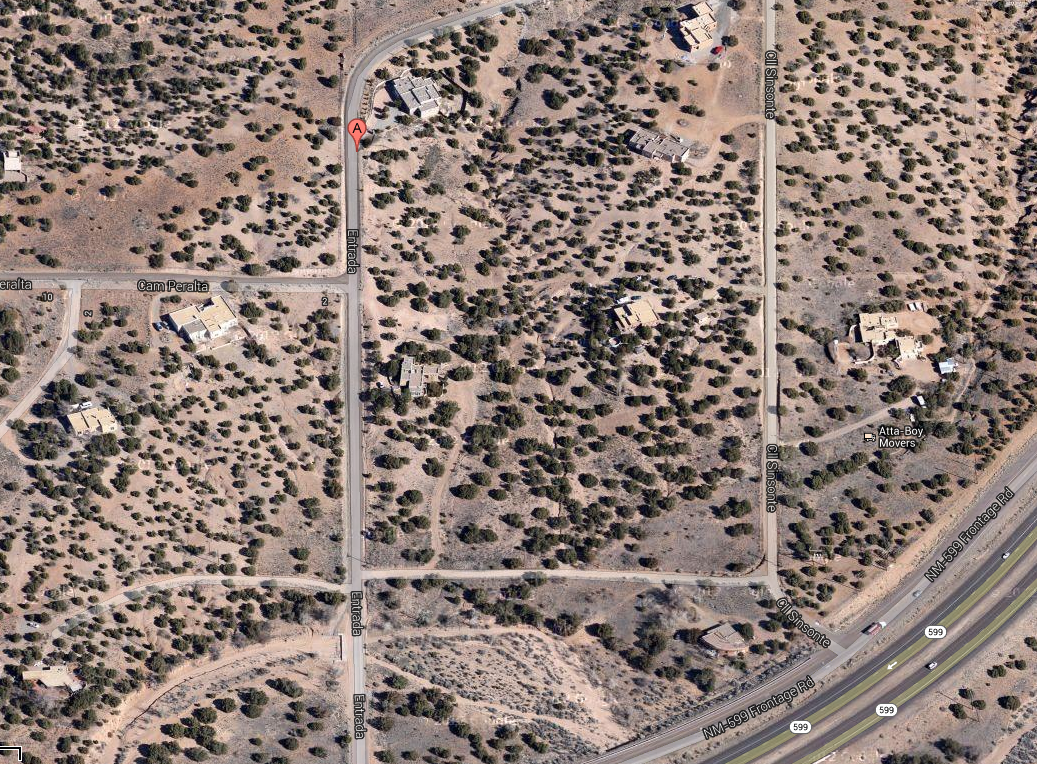 Cll Sinsonte
A
Entrada
eralta
Cam Peralta
10
2
2
Atta-Boy
Movers
Cll Sinsonte
NM-599 Frontage Rd
Entrada
Cll Sinsonte
599
Entrada
NM-599 Frontage Rd
599
599